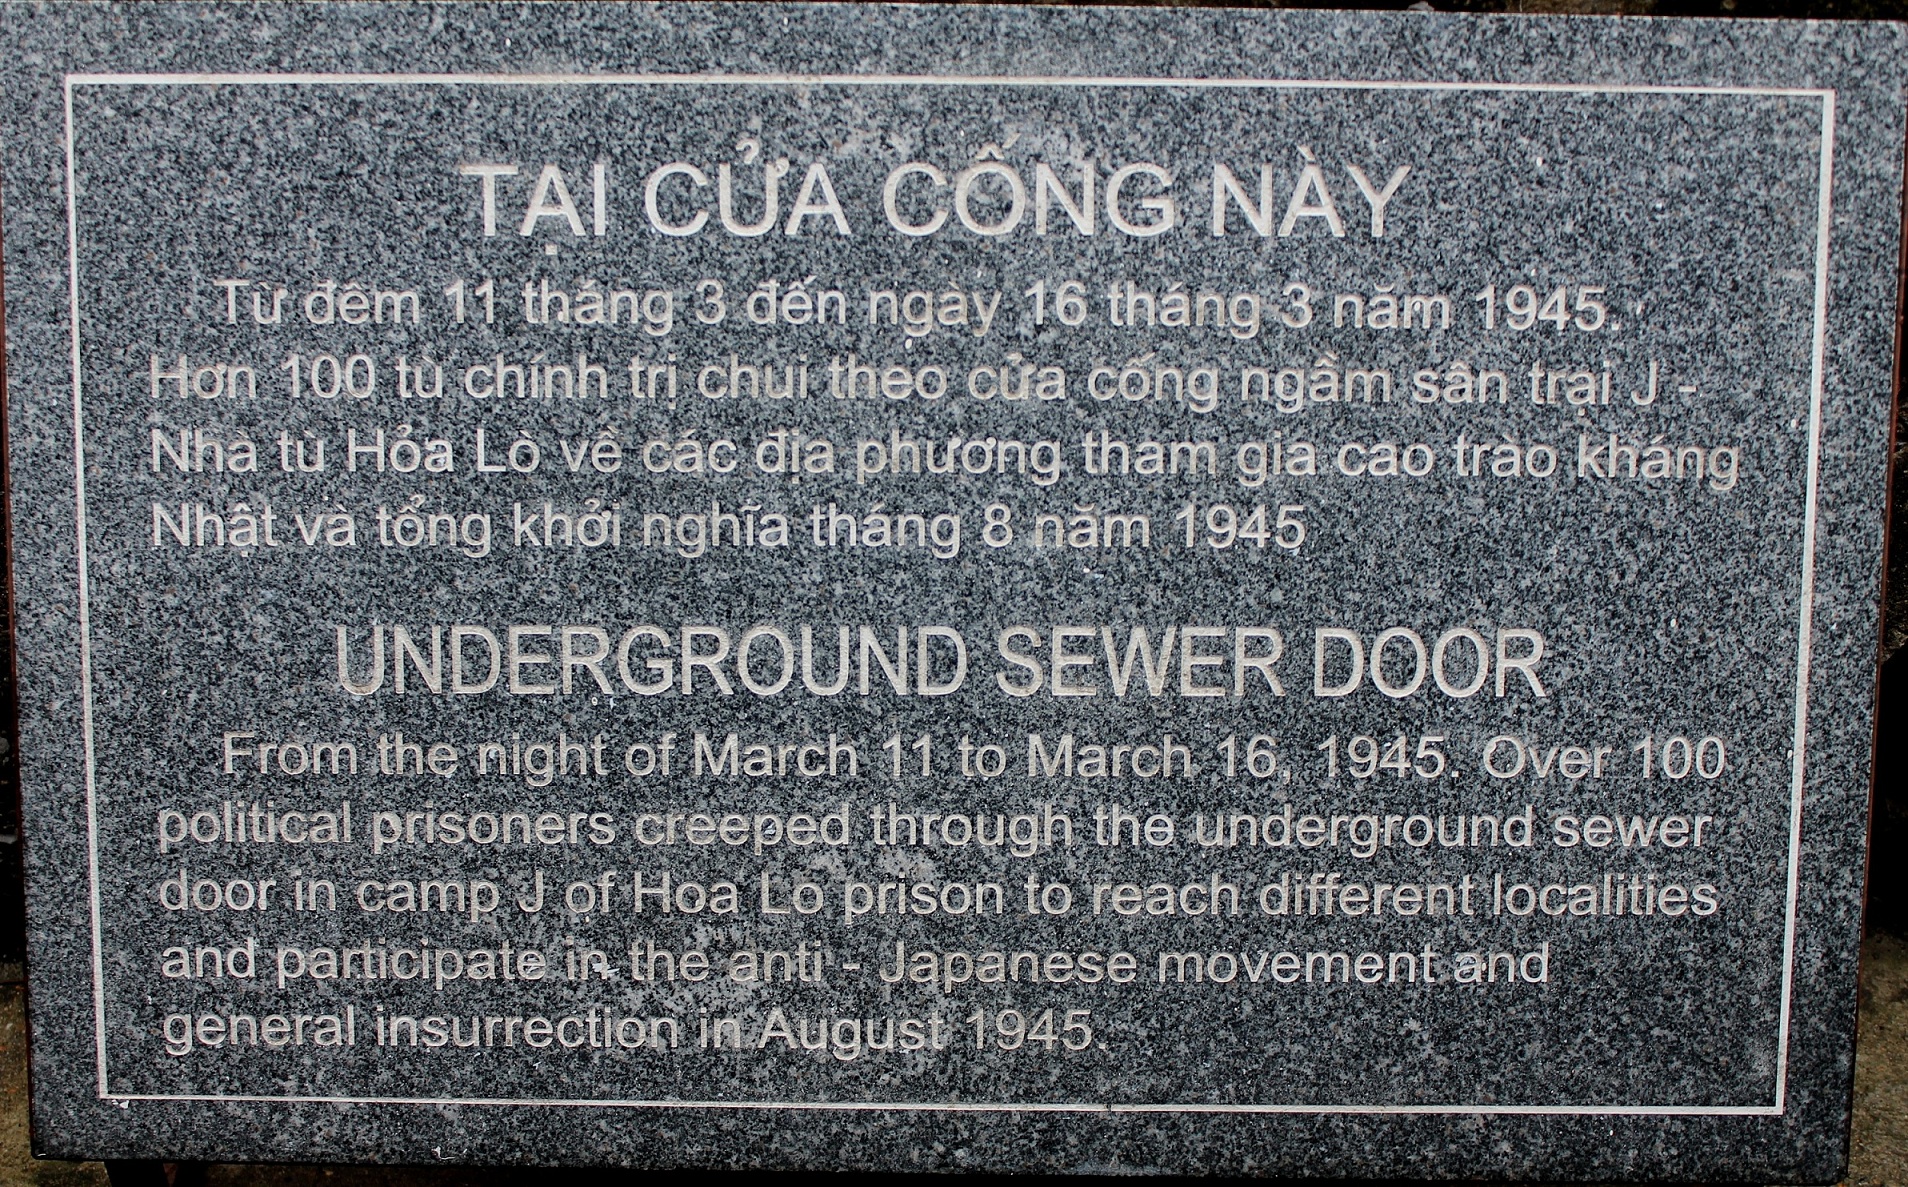 TẠI CỬA CỐNG NÀY
Từ đêm 11 tháng 3 đến ngày 16 tháng 3 năm 1945.
Hơn 100 tù chính trị chui theo cửa cống ngầm sân trại J -
Nhà tù Hỏa Lò về các địa phương tham gia cao trào kháng
Nhật và tổng khởi nghĩa tháng 8 năm 1945
UNDERGROUND SEWER DOOR
From the night of March 11 to March 16, 1945. Over 100
political prisoners creeped through the underground sewer
door in camp J of Hoa Lo prison to reach different localities
and participate in the anti - Japanese movement and
general insurrection in August 1945.